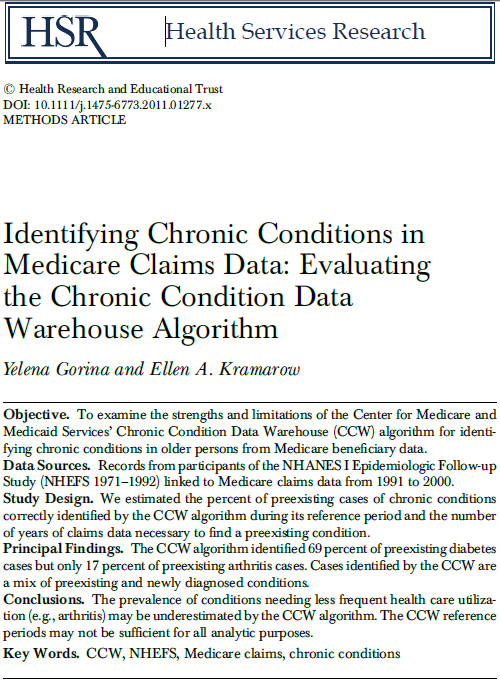 HSR Health Services Research
© Health Research and Educational Trust
DOI: 10.1111/j.1475-6773.2011.01277.x
METHODS ARTICLE
Identifying Chronic Conditions in
Medicare Claims Data: Evaluating
the Chronic Condition Data
Warehouse Algorithm
Yelena Gorina and Ellen A. Kramarow
Objective. To examine the strengths and limitations of the Center for Medicare and
Medicaid Services’ Chronic Condition Data Warehouse (CCW) algorithm for identi-
fying chronic conditions in older persons from Medicare beneficiary data.
Data Sources. Records from participants of the NHANES I Epidemiologic Follow-up
Study (NHEFS 1971–1992) linked to Medicare claims data from 1991 to 2000.
Study Design. We estimated the percent of preexisting cases of chronic conditions
correctly identified by the CCW algorithm during its reference period and the number
of years of claims data necessary to find a preexisting condition.
Principal Findings. The CCW algorithm identified 69 percent of preexisting diabetes
cases but only 17 percent of preexisting arthritis cases. Cases identified by the CCW are
a mix of preexisting and newly diagnosed conditions.
Conclusions. The prevalence of conditions needing less frequent health care utiliza-
tion (e.g., arthritis) may be underestimated by the CCW algorithm. The CCW reference
periods may not be sufficient for all analytic purposes.
Key Words. CCW, NHEFS, Medicare claims, chronic conditions